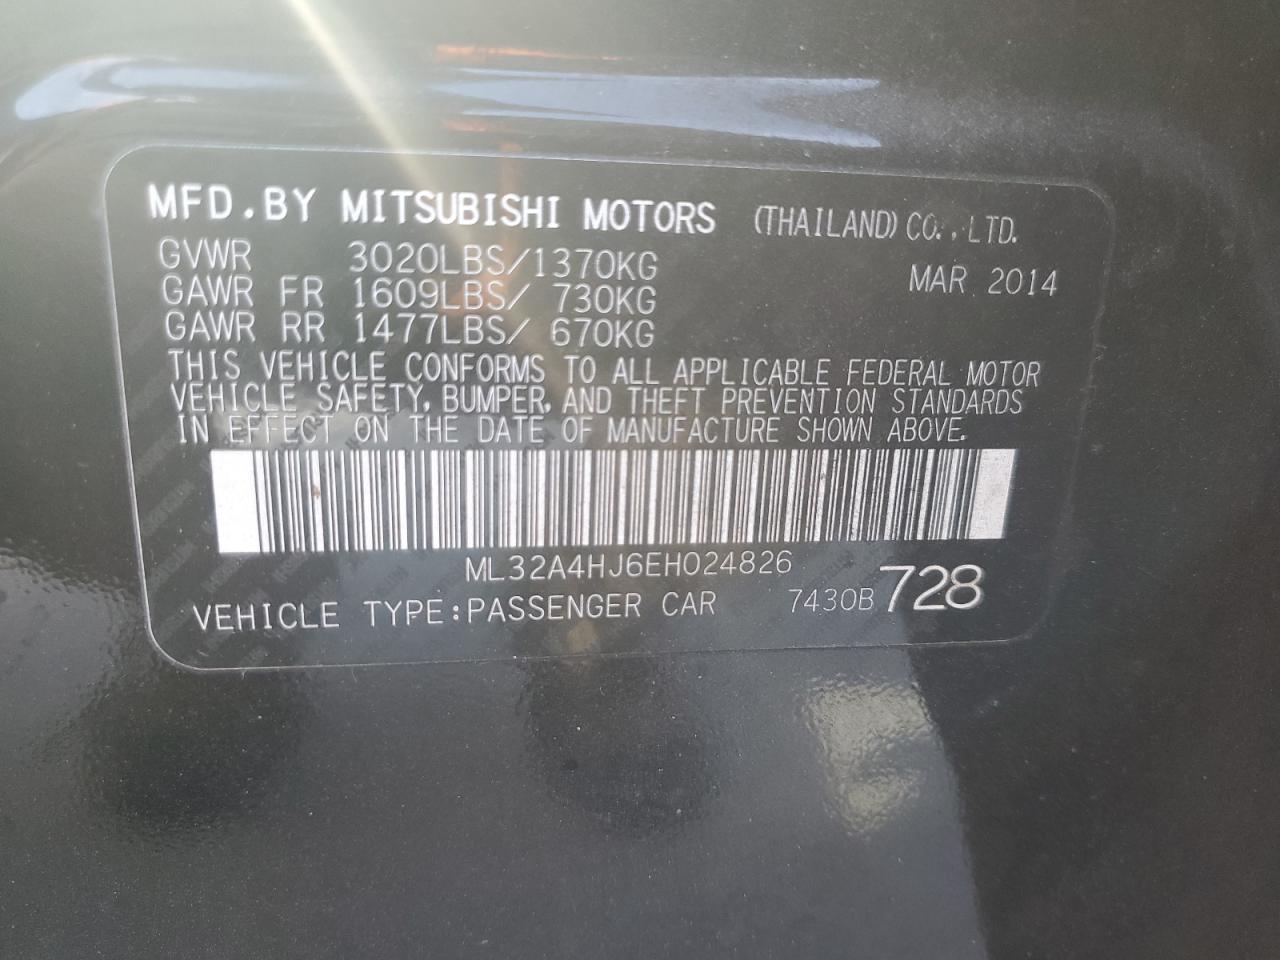 MFD.BY MITSUBISHI MOTORS (THAILAND) CO.,LTD.
GVWR 3020LBS/1370KG MAR 2014
GAWR FR 1609LBS/ 730KG
GAWR RR 1477LBS/ 670KG
THIS VEHICLE CONFORMS TO ALL APPLICABLE FEDERAL MOTOR
VEHICLE SAFETY, BUMPER, AND THEFT PREVENTION STANDARDS
IN EFFECT ON THE DATE OF MANUFACTURE SHOWN ABOVE.
ML32A4HJ6EH024826
VEHICLE TYPE:PASSENGER CAR 7430B 728